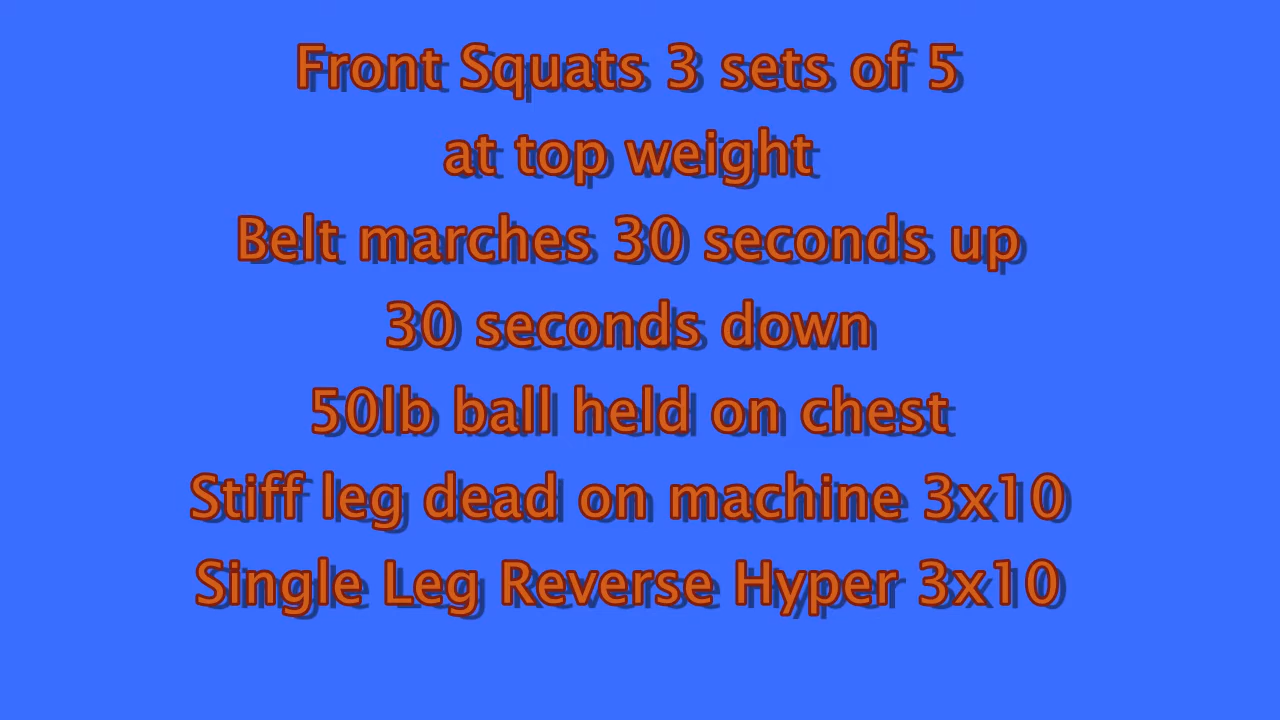 Front Squats 3 sets of 5
at top weight
Belt marches 30 seconds up
30 seconds down
50lb ball held on chest
Stiff leg dead on machine 3x10
Single Leg Reverse Hyper 3x10